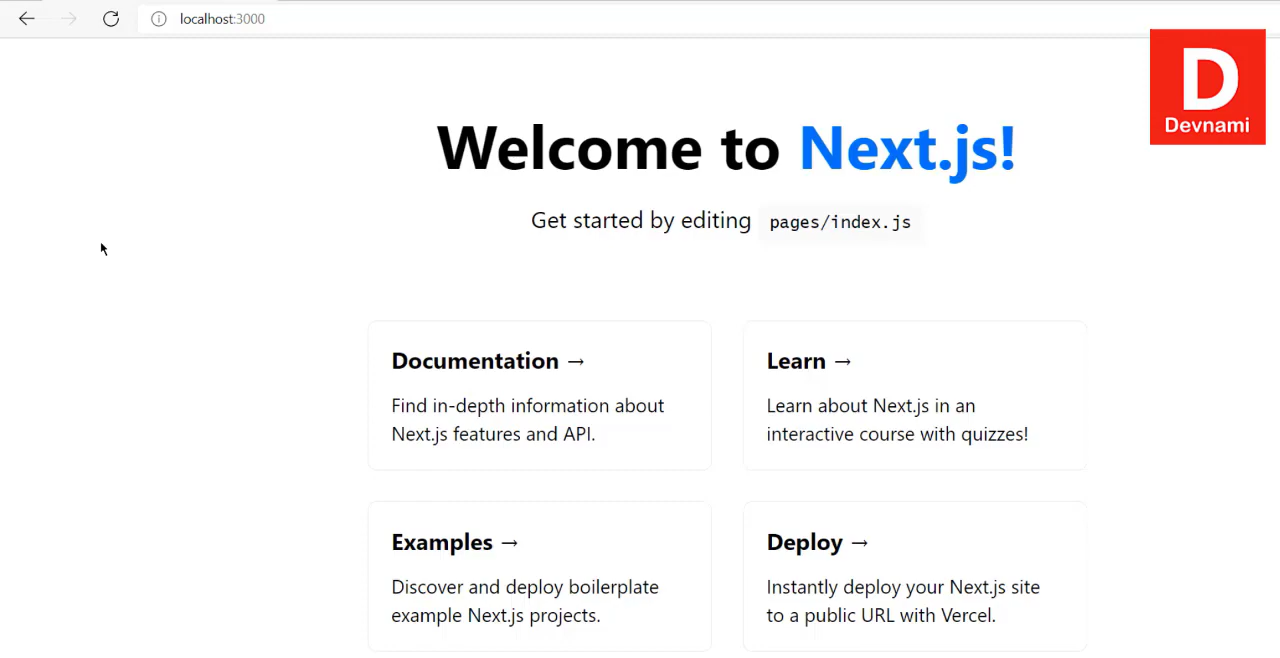 localhost:3000
D
Devnami
Welcome to Next.js!
Get started by editing pages/index.js
Documentation →
Find in-depth information about
Next.js features and API.
Learn →
Learn about Next.js in an
interactive course with quizzes!
Examples →
Discover and deploy boilerplate
example Next.js projects.
Deploy →
Instantly deploy your Next.js site
to a public URL with Vercel.